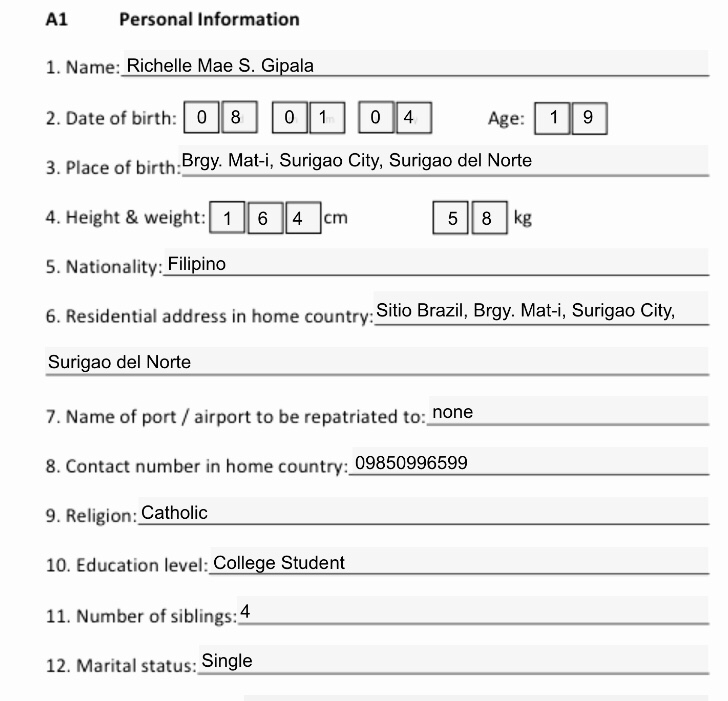 A1 Personal Information
1. Name: Richelle Mae S. Gipala
2. Date of birth: 0 8 0 1 0 4 Age: 1 9
3. Place of birth: Brgy. Mat-i, Surigao City, Surigao del Norte
4. Height & weight: 1 6 4 cm 5 8 kg
5. Nationality: Filipino
6. Residential address in home country: Sitio Brazil, Brgy. Mat-i, Surigao City,
Surigao del Norte
7. Name of port / airport to be repatriated to: none
8. Contact number in home country: 09850996599
9. Religion: Catholic
10. Education level: College Student
11. Number of siblings: 4
12. Marital status: Single